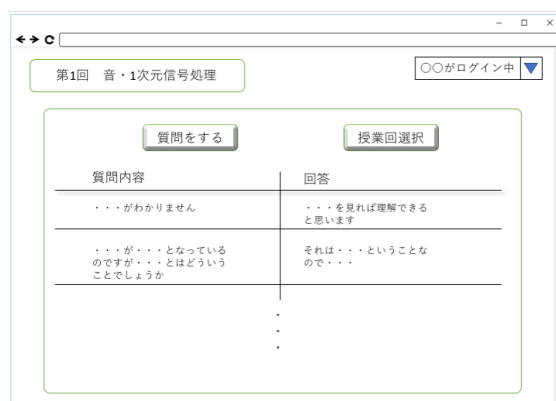 第1回 音・1次元信号処理
〇〇がログイン中
質問をする
授業回選択
質問内容
回答
・・・がわかりません
・・・を見れば理解できる
と思います
・・・が・・・となっている
のですが・・・とはどういう
ことでしょうか
それは・・・ということな
ので・・・
・
・
・